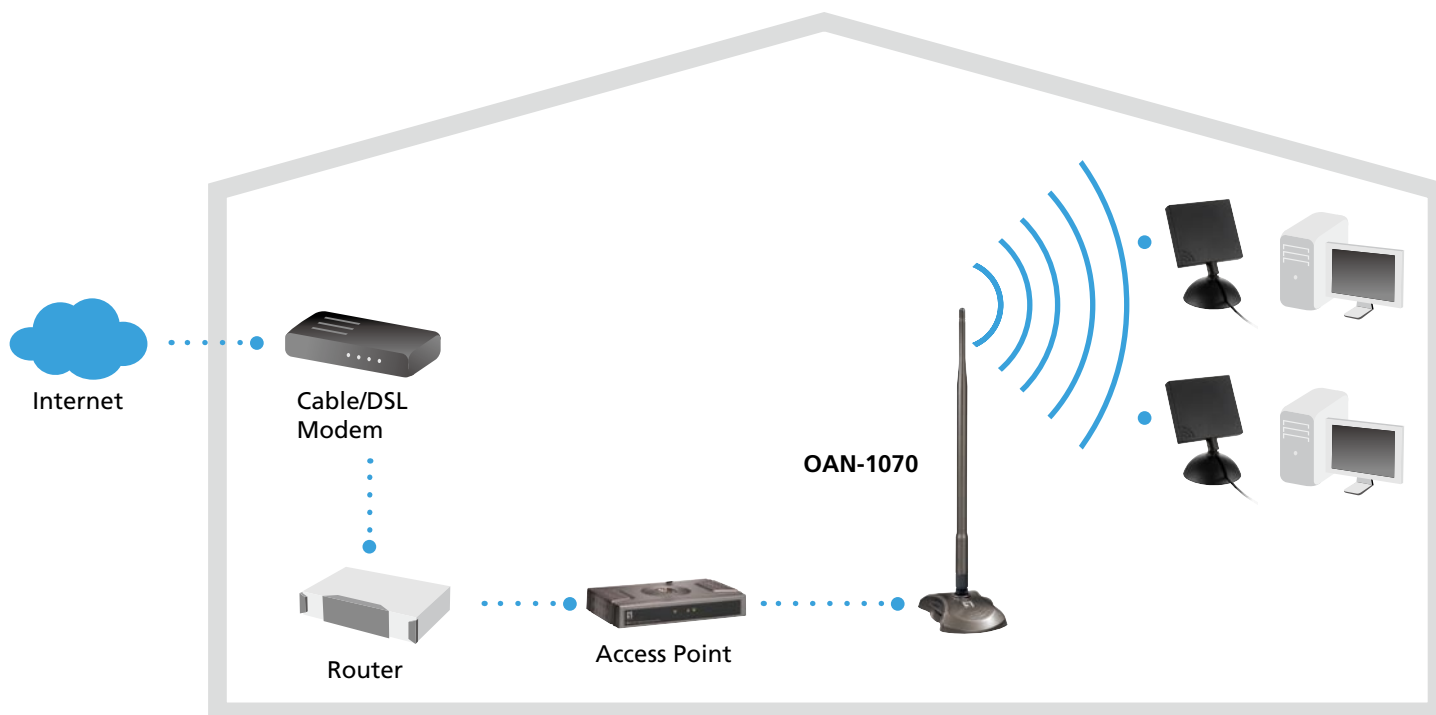 Internet
Cable/DSL
Modem
OAN-1070
Router
Access Point